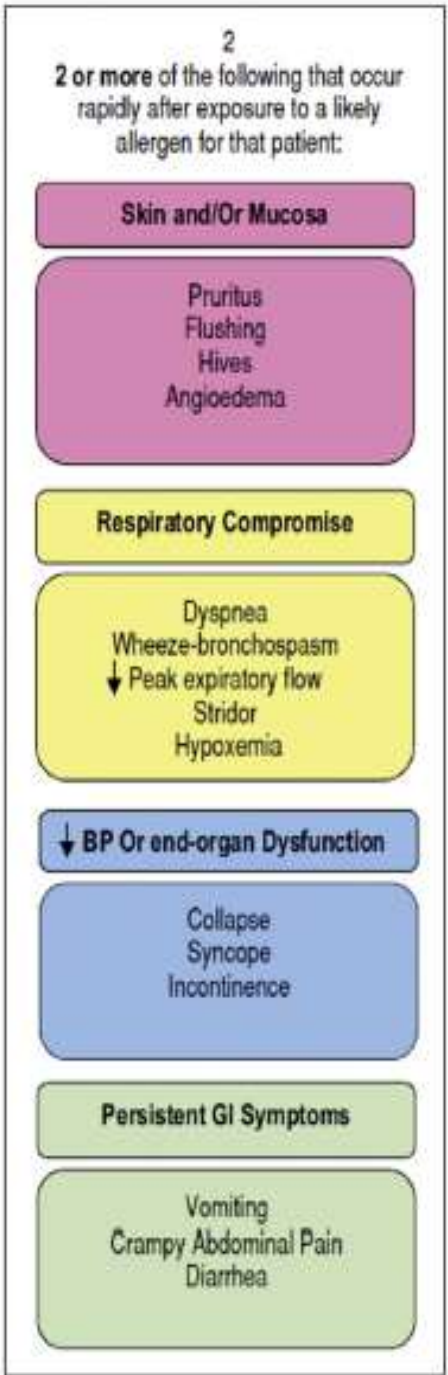 2
2 or more of the following that occur
rapidly after exposure to a likely
allergen for that patient:
Skin and/Or Mucosa
Pruritus
Flushing
Hives
Angioedema
Respiratory Compromise
Dyspnea
Wheeze-bronchospasm
↓ Peak expiratory flow
Stridor
Hypoxemia
↓ BP Or end-organ Dysfunction
Collapse
Syncope
Incontinence
Persistent GI Symptoms
Vomiting
Crampy Abdominal Pain
Diarrhea